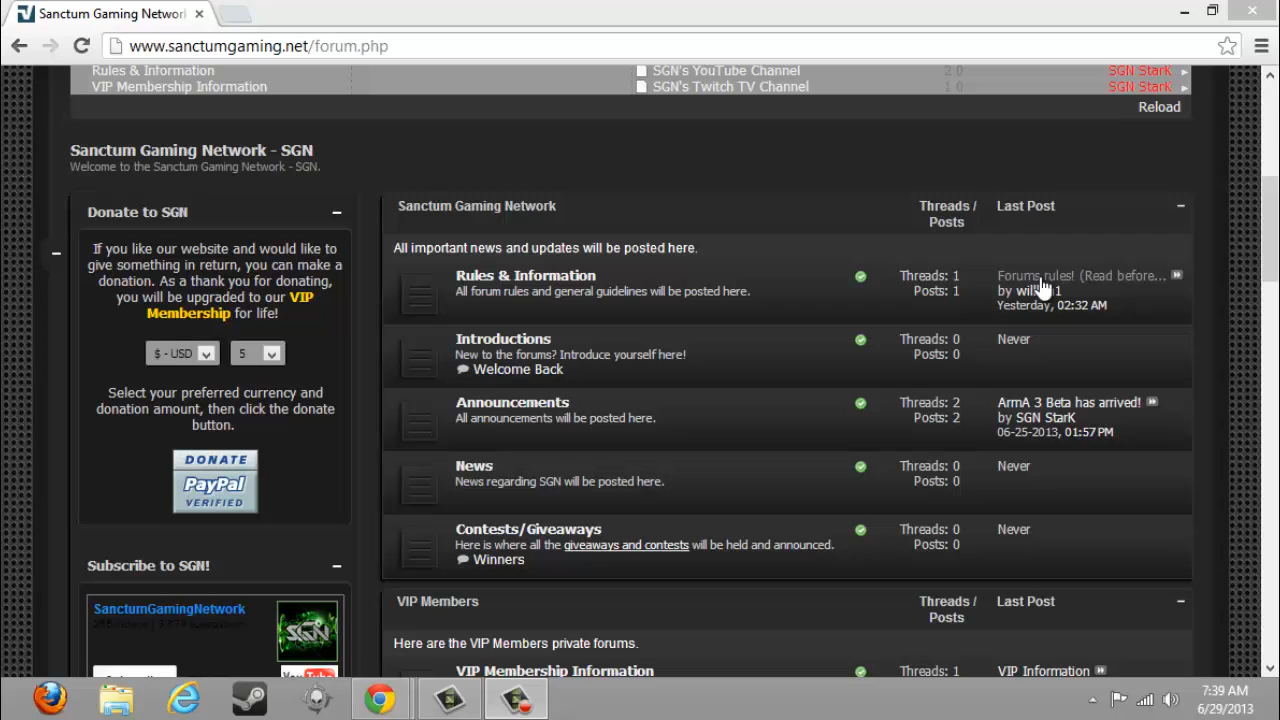 Sanctum Gaming Networ
www.sanctumgaming.net/forum.php
Rules & Information
SGN's YouTube Channel 2 0 SGN StarK
VIP Membership Information
SGN's Twitch TV Channel 1 0 SGN StarK
Reload
Sanctum Gaming Network - SGN
Welcome to the Sanctum Gaming Network - SGN.
Donate to SGN
If you like our website and would like to
give something in return, you can make a
donation. As a thank you for donating,
you will be upgraded to our VIP
Membership for life!
$ - USD 5
Select your preferred currency and
donation amount, then click the donate
button.
DONATE
PayPal
VERIFIED
Subscribe to SGN!
SanctumGamingNetwork
SGN
Sanctum Gaming Network
Threads /
Posts
Last Post
All important news and updates will be posted here.
Rules & Information
All forum rules and general guidelines will be posted here.
Threads: 1
Posts: 1
Forums rules! (Read before...
by
Yesterday, 02:32 AM
Introductions
New to the forums? Introduce yourself here!
Welcome Back
Threads: 0
Posts: 0
Never
Announcements
All announcements will be posted here.
Threads: 2
Posts: 2
ArmA 3 Beta has arrived!
by SGN StarK
06-25-2013, 01:57 PM
News
News regarding SGN will be posted here.
Threads: 0
Posts: 0
Never
Contests/Giveaways
Here is where all the giveaways and contests will be held and announced.
Winners
Threads: 0
Posts: 0
Never
VIP Members
Threads /
Posts
Last Post
Here are the VIP Members private forums.
VIP Membership Information
Threads: 1
VIP Information
7:39 AM
6/29/2013